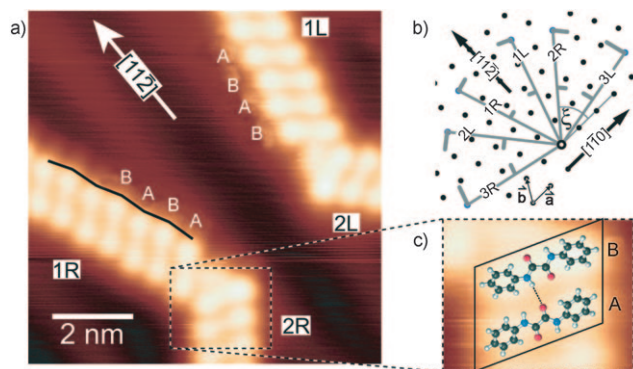 a)
[112̅]
1L
A
B
A
B
B
A
B
A
2L
1R
2R
2 nm
b)
[112̅]
1L
2R
3L
1R
2L
3R
ξ
[11̅0]
b⃗
a⃗
c)
B
A